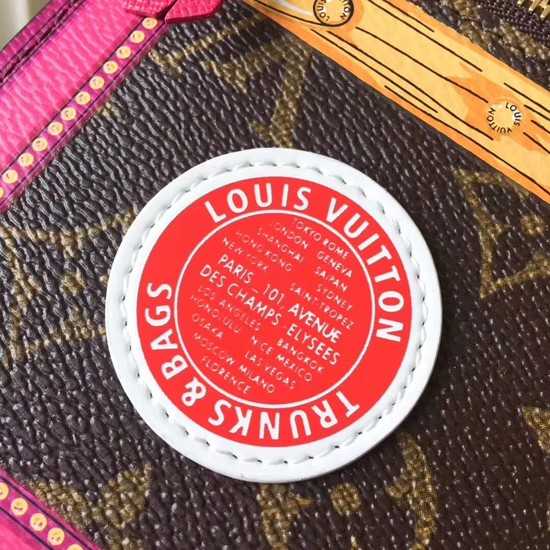 LOUIS VUITTON
TRUNKS & BAGS
TOKYO ROME
LONDON GENEVA
SHANGHAI SAIPAN
HONG KONG SYDNEY
NEW YORK SAINT-TROPEZ
PARIS_ 101, AVENUE
DES CHAMPS-ELYSEES
LOS ANGELES BANGKOK
HONOLULU NICE MEXICO
OSAKA LAS VEGAS
MOSCOW MILANO
FLORENCE
LOUIS VUITTON